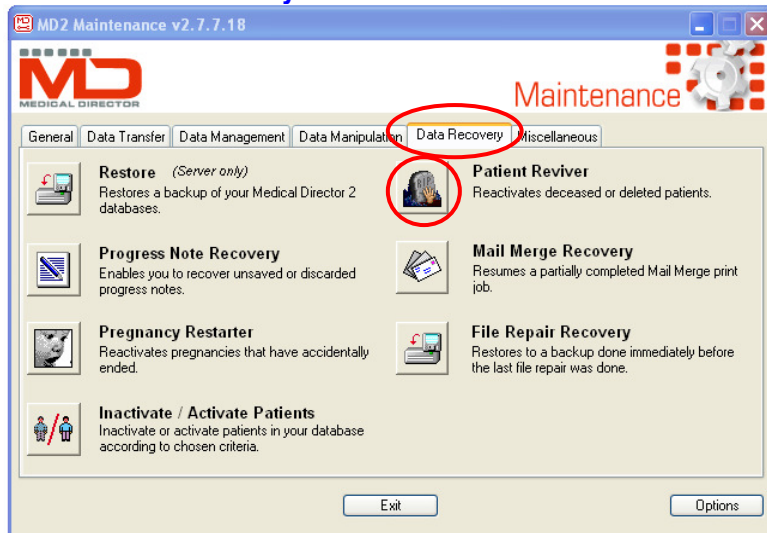 MD2 Maintenance v2.7.7.18
MD
MEDICAL DIRECTOR
Maintenance
General Data Transfer Data Management Data Manipulation Data Recovery Miscellaneous
Restore (Server only)
Restores a backup of your Medical Director 2
databases.
Progress Note Recovery
Enables you to recover unsaved or discarded
progress notes.
Pregnancy Restarter
Reactivates pregnancies that have accidentally
ended.
Inactivate / Activate Patients
Inactivate or activate patients in your database
according to chosen criteria.
RIP
Patient Reviver
Reactivates deceased or deleted patients.
Mail Merge Recovery
Resumes a partially completed Mail Merge print
job.
File Repair Recovery
Restores to a backup done immediately before
the last file repair was done.
Exit
Options